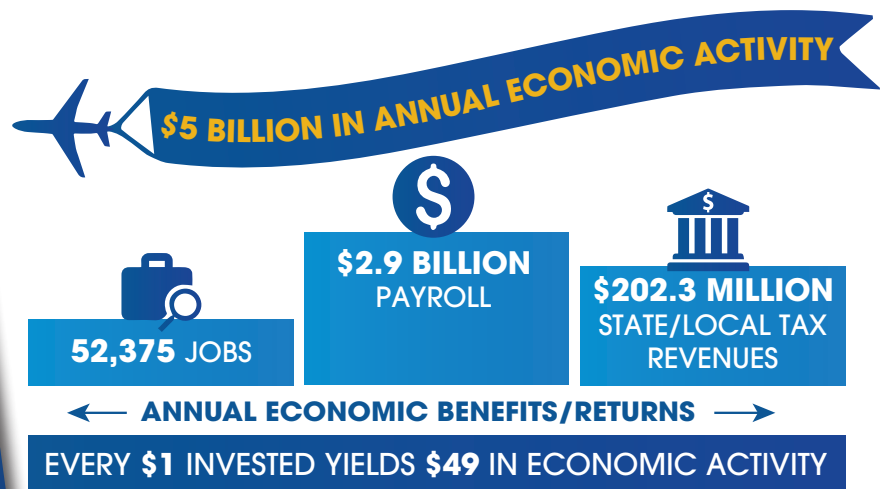 $5 BILLION IN ANNUAL ECONOMIC ACTIVITY
$
$
52,375 JOBS
$2.9 BILLION
PAYROLL
$202.3 MILLION
STATE/LOCAL TAX
REVENUES
ANNUAL ECONOMIC BENEFITS/RETURNS
EVERY $1 INVESTED YIELDS $49 IN ECONOMIC ACTIVITY